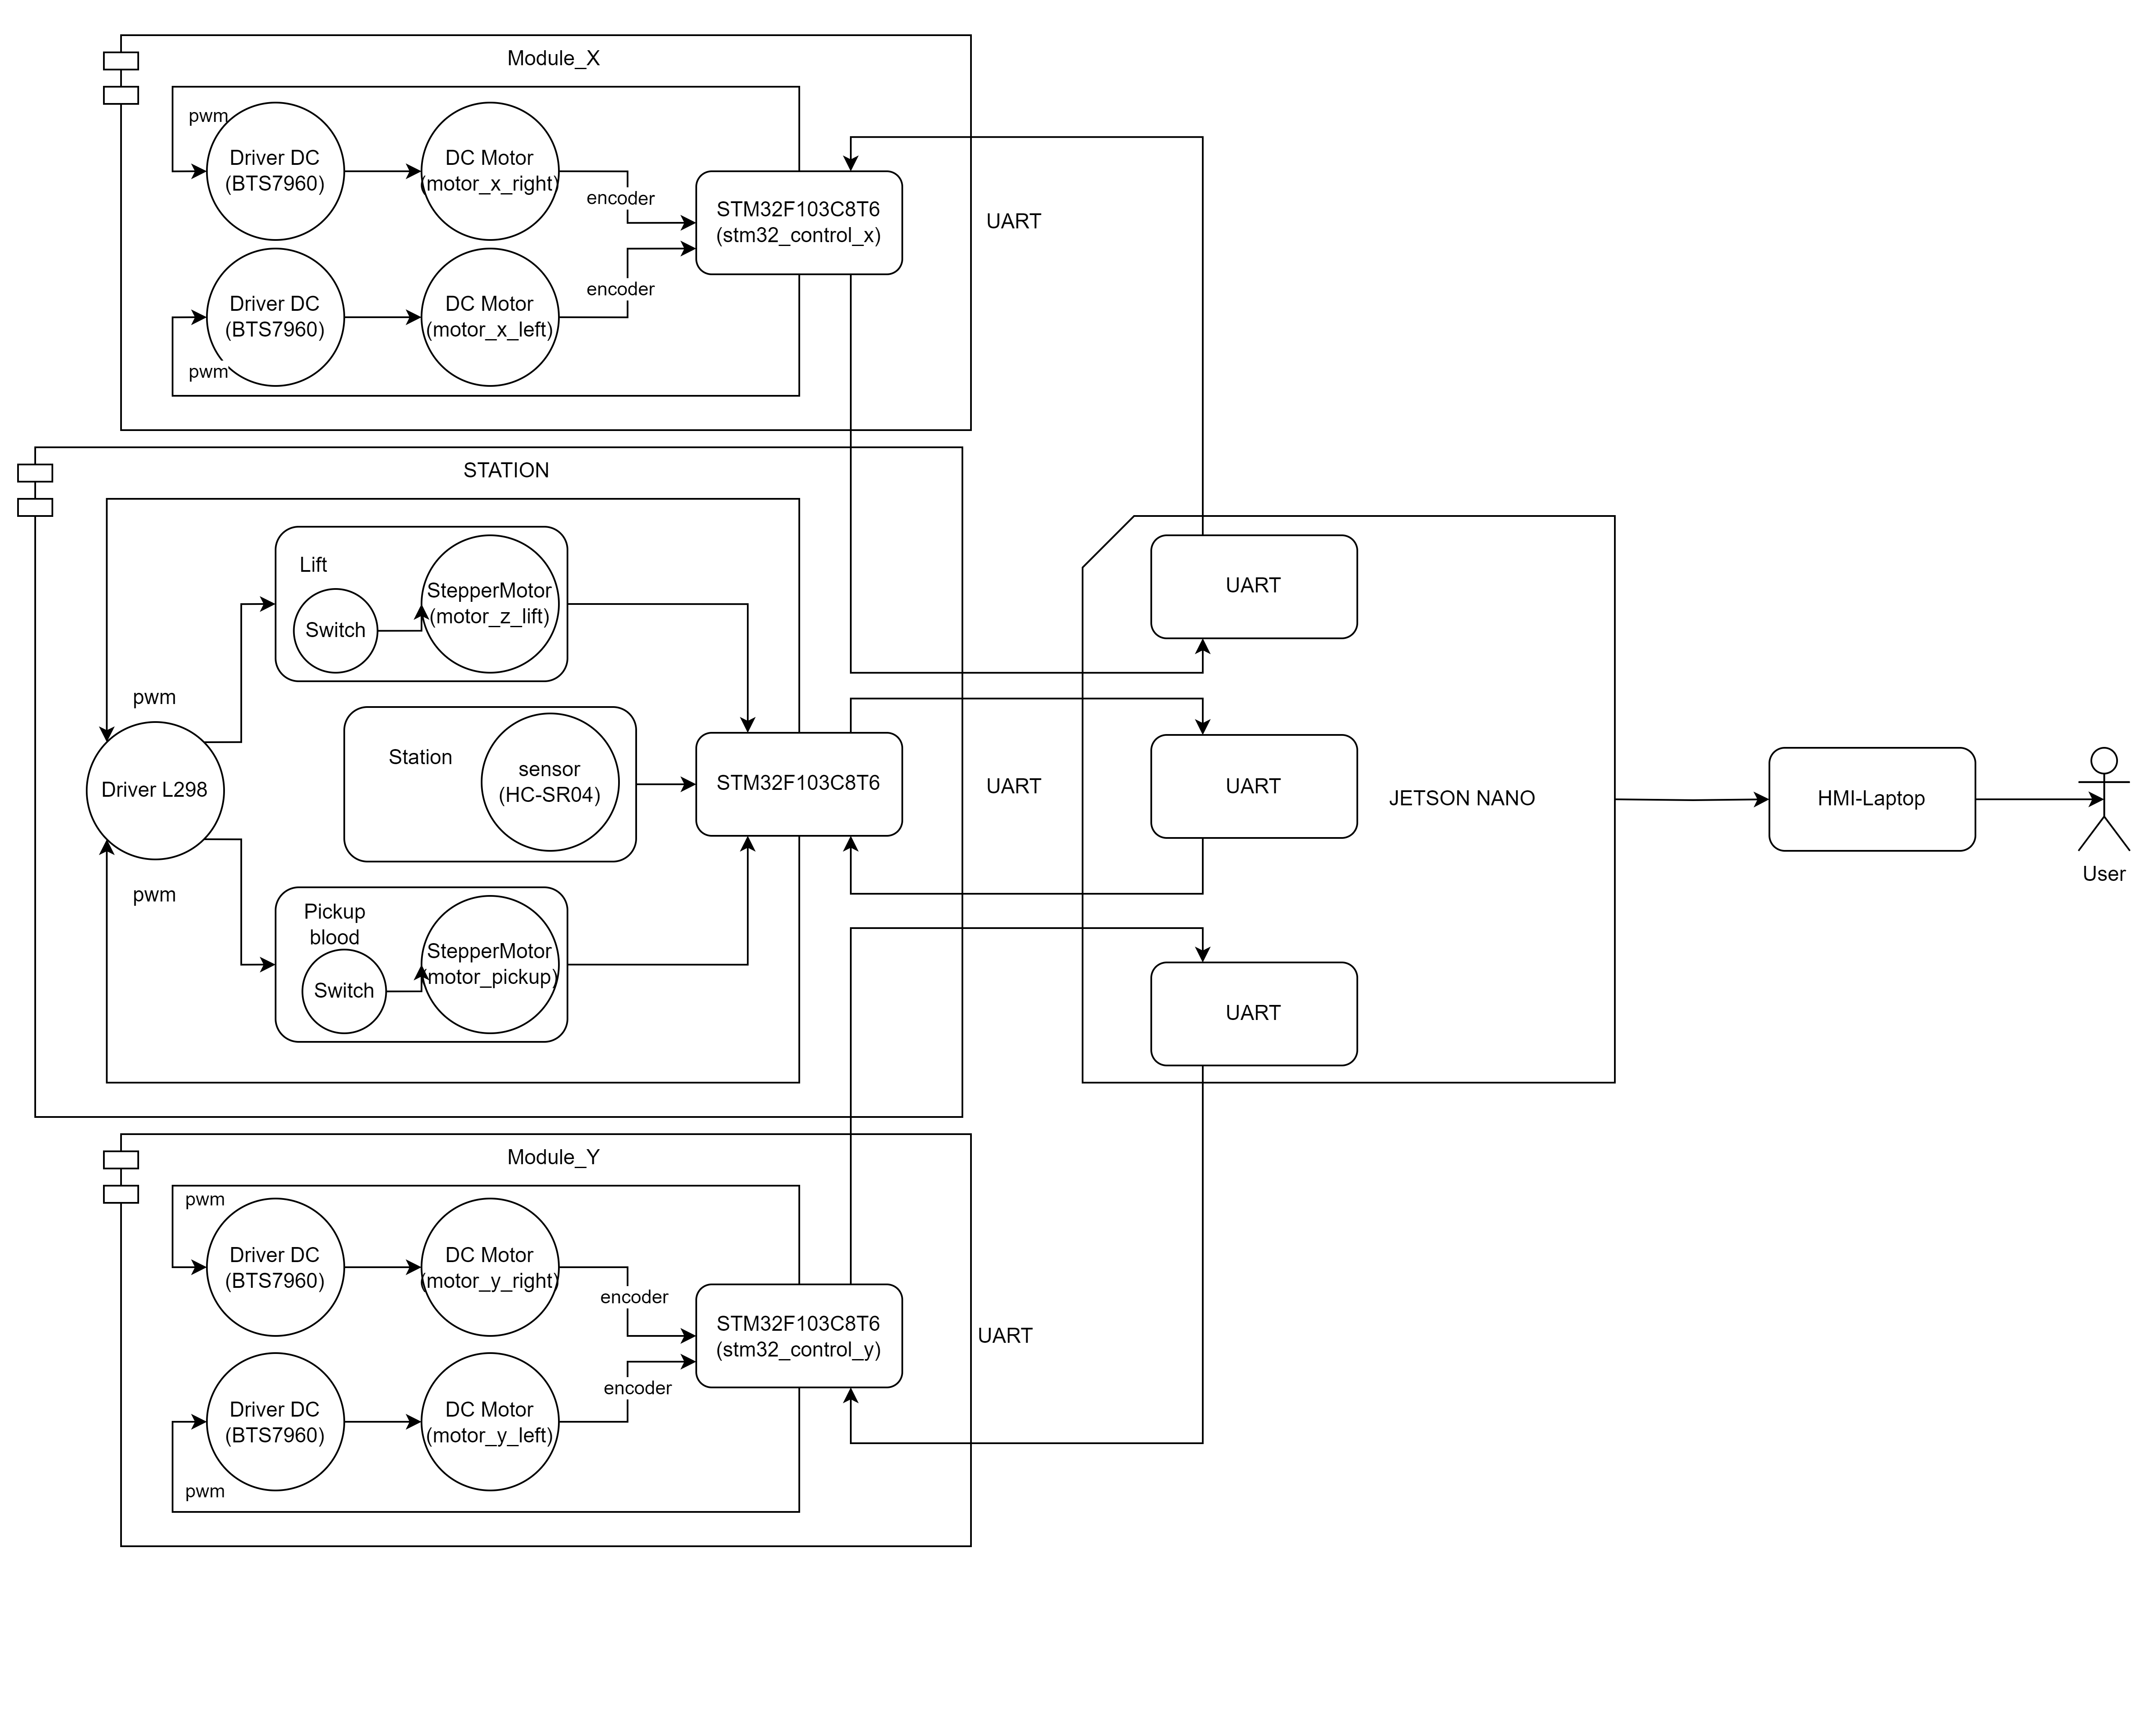 Module_X
pwm
Driver DC
(BTS7960)
DC Motor
(motor_x_right)
encoder
STM32F103C8T6
(stm32_control_x)
UART
Driver DC
(BTS7960)
DC Motor
(motor_x_left)
encoder
pwm
STATION
Lift
Switch
StepperMotor
(motor_z_lift)
pwm
Driver L298
pwm
Station
sensor
(HC-SR04)
STM32F103C8T6
UART
Pickup
blood
Switch
StepperMotor
(motor_pickup)
UART
UART
UART
JETSON NANO
HMI-Laptop
User
Module_Y
pwm
Driver DC
(BTS7960)
DC Motor
(motor_y_right)
encoder
STM32F103C8T6
(stm32_control_y)
UART
Driver DC
(BTS7960)
DC Motor
(motor_y_left)
encoder
pwm